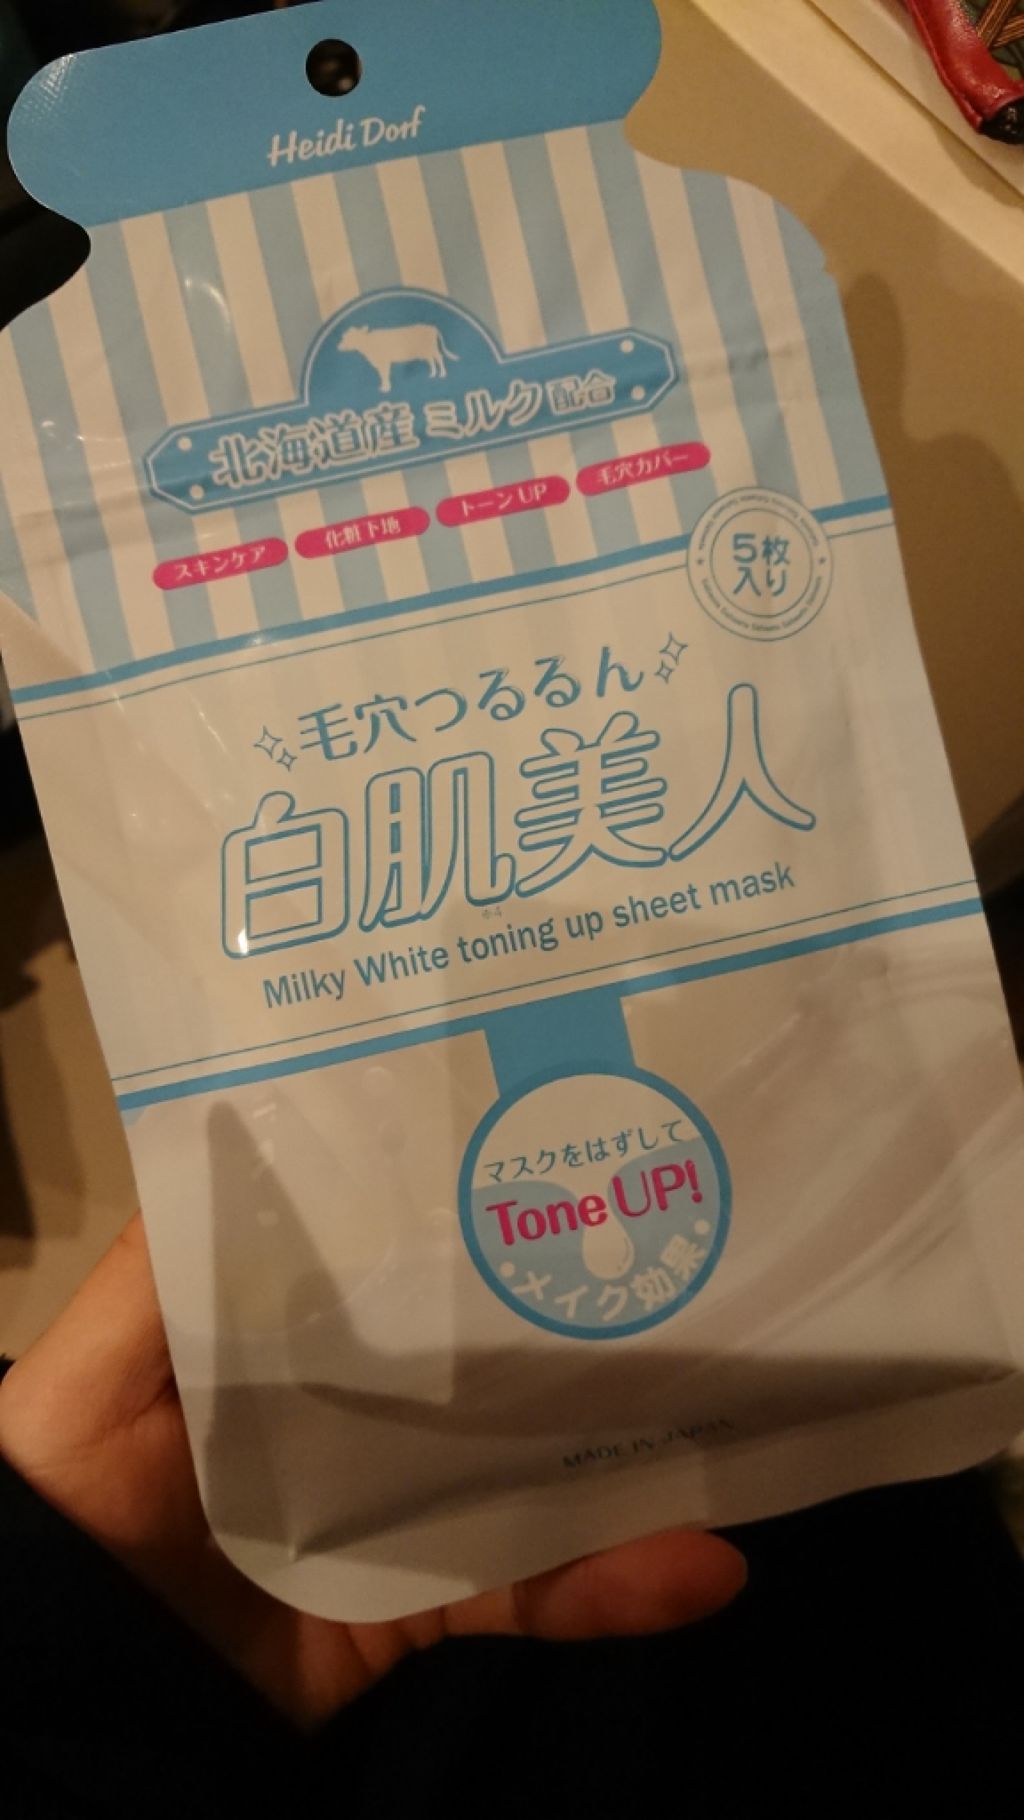 Heidi Dorf
北海道産ミルク配合
スキンケア
化粧下地
トーンUP
毛穴カバー
5枚
入り
毛穴つるるん
白肌美人
※4
Milky White toning up sheet mask
マスクをはずして
Tone UP!
メイク効果
MADE IN JAPAN